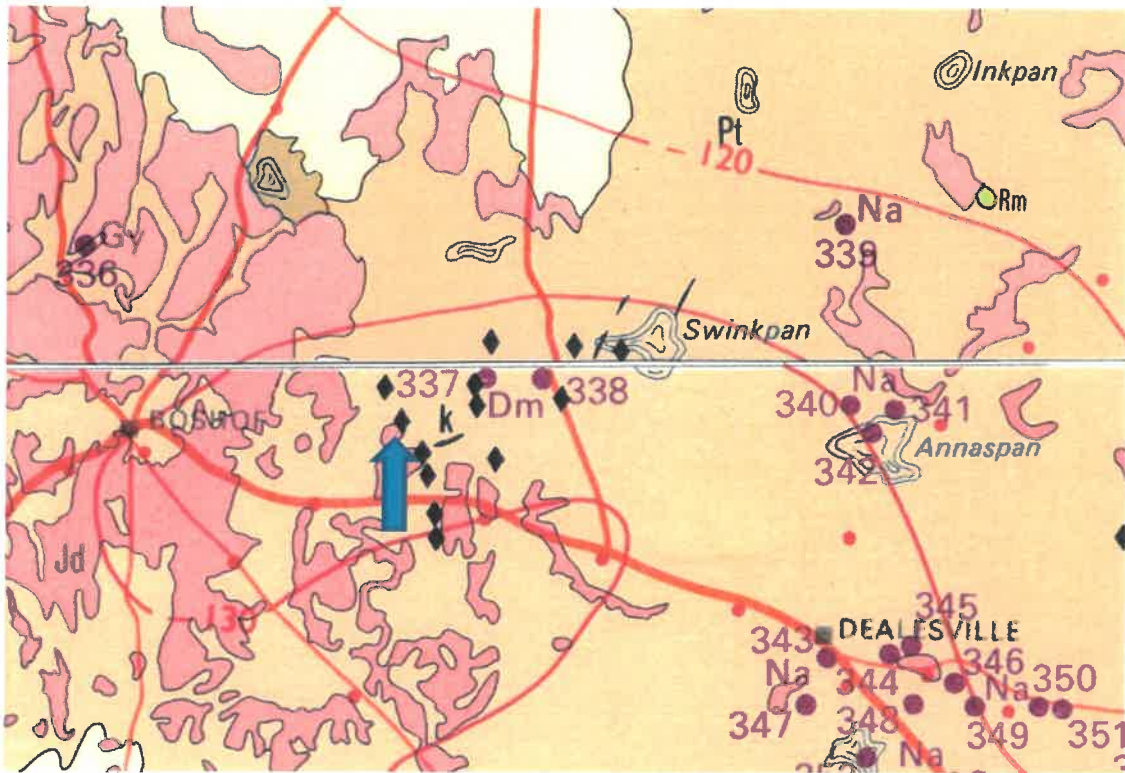 Inkpan
Pt
120
Rm
Na
339
Gy
336
Swinkpan
337
Dm
338
k
BOSHOF
Na
340
341
Annaspan
342
Jd
345
DEALESVILLE
343
346
Na
344
Na
350
347
348
349
351
Na